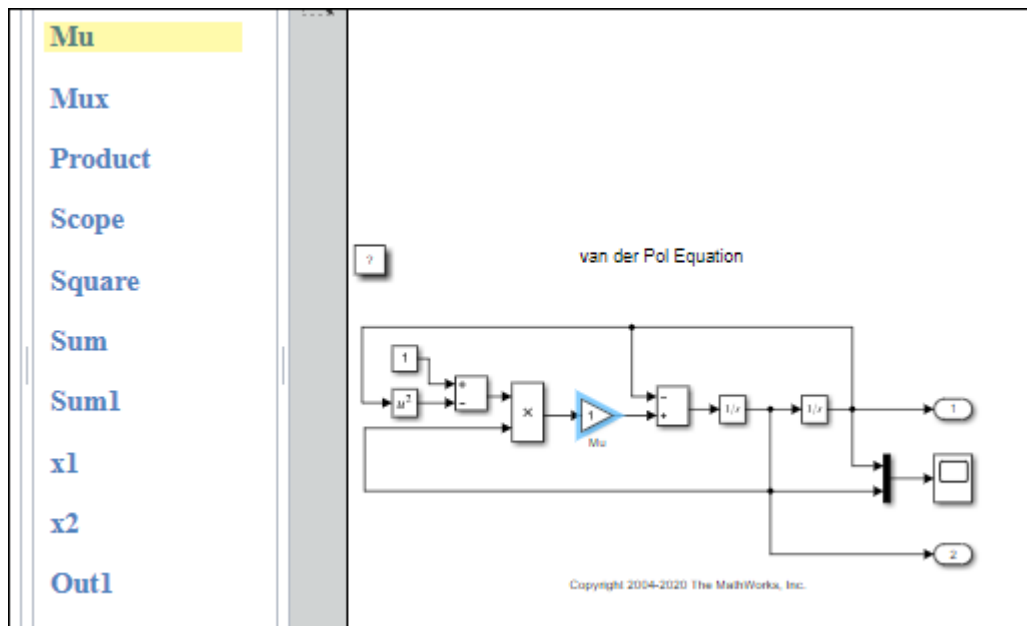 Mu
Mux
Product
Scope
Square
Sum
Sum1
x1
x2
Out1
?
van der Pol Equation
1
u²
+
−
×
1
Mu
−
+
1/s
1/s
1
2
Copyright 2004-2020 The MathWorks, Inc.